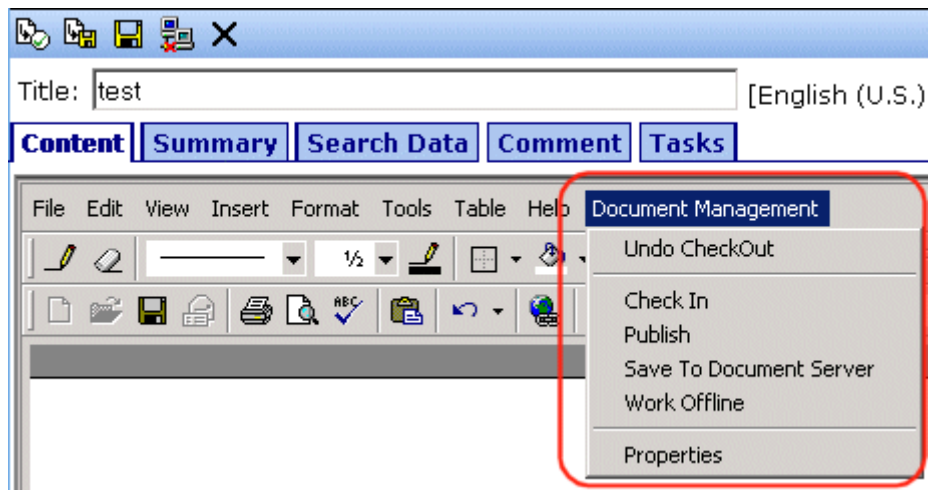 Title: test [English (U.S.)
Content Summary Search Data Comment Tasks
File Edit View Insert Format Tools Table Help Document Management
Undo CheckOut
½
Check In
ABC
Publish
Save To Document Server
Work Offline
Properties